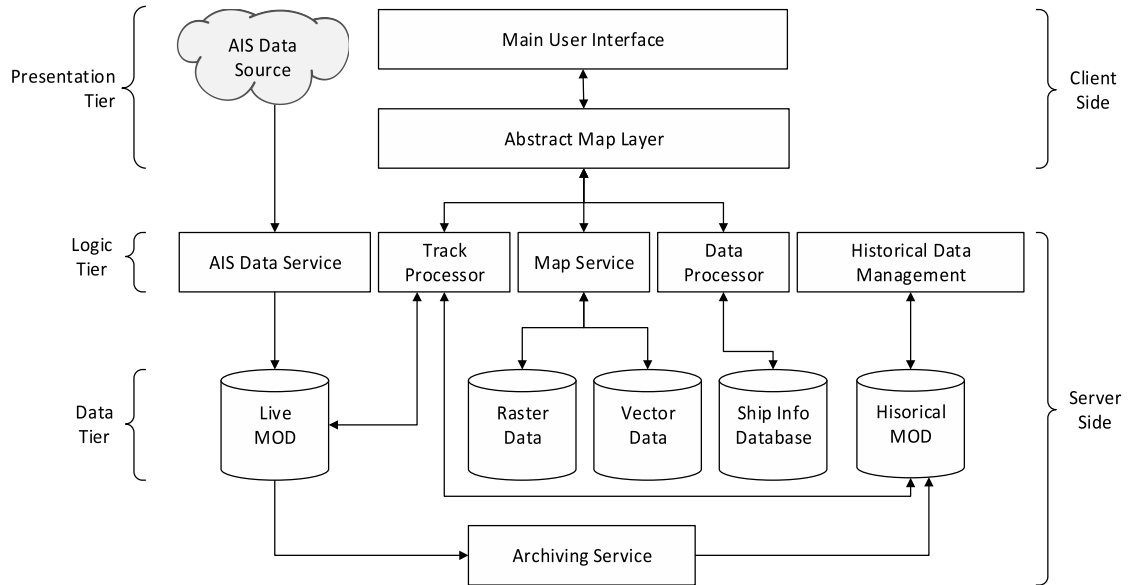 AIS Data
Source
Main User Interface
Presentation
Tier
Client
Side
Abstract Map Layer
Logic
Tier
AIS Data Service
Track
Processor
Map Service
Data
Processor
Historical Data
Management
Data
Tier
Live
MOD
Raster
Data
Vector
Data
Ship Info
Database
Hisorical
MOD
Server
Side
Archiving Service